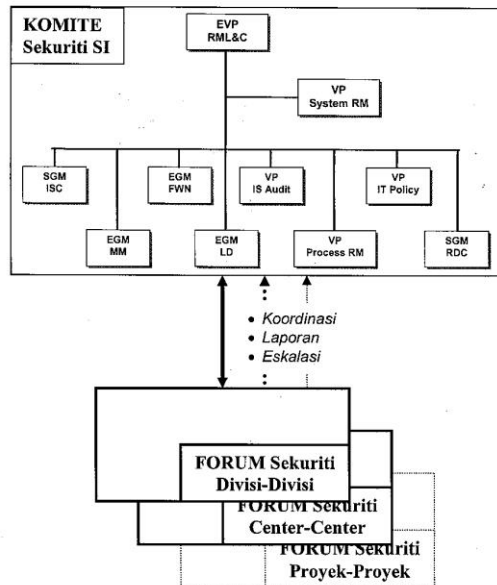 KOMITE
Sekuriti SI
EVP
RML&C
VP
System RM
SGM
ISC
EGM
FWN
VP
IS Audit
VP
IT Policy
EGM
MM
EGM
LD
VP
Process RM
SGM
RDC
• Koordinasi
• Laporan
• Eskalasi
FORUM Sekuriti
Divisi-Divisi
FORUM Sekuriti
Center-Center
FORUM Sekuriti
Proyek-Proyek